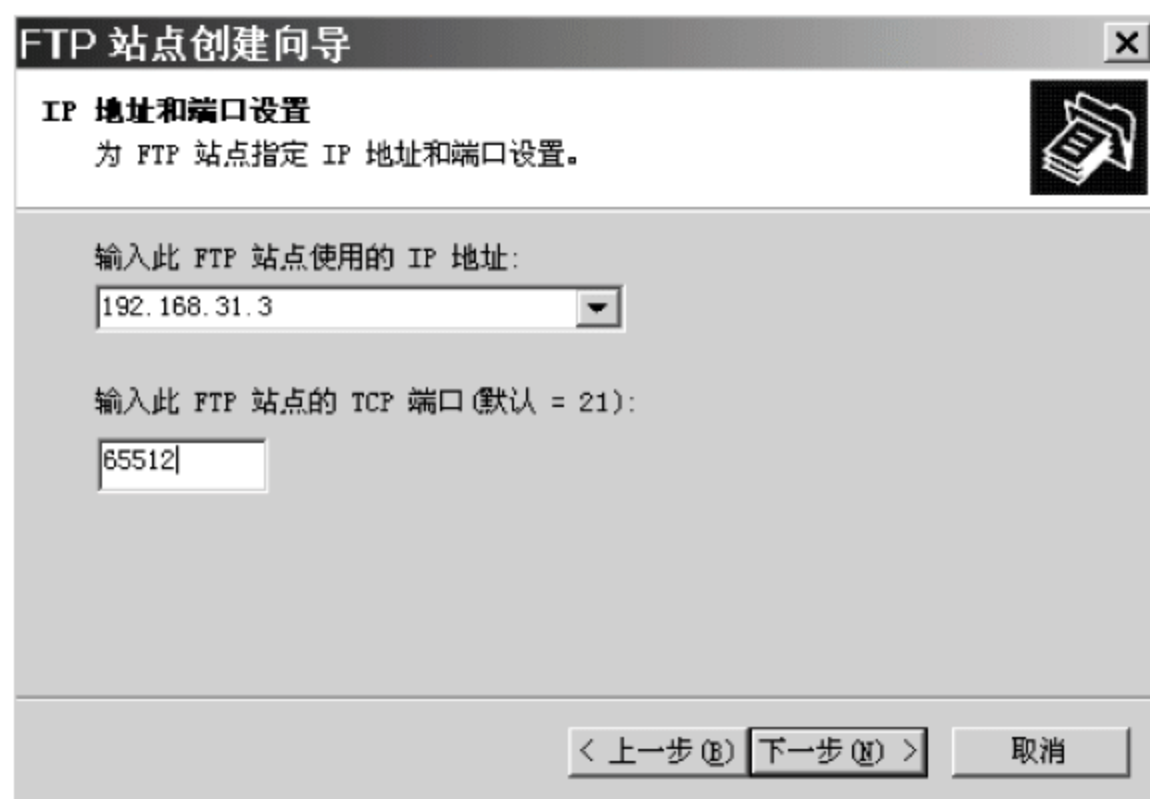 FTP 站点创建向导
IP 地址和端口设置
为 FTP 站点指定 IP 地址和端口设置。
输入此 FTP 站点使用的 IP 地址:
192.168.31.3
输入此 FTP 站点的 TCP 端口(默认 = 21):
65512
< 上一步(B) 下一步(N) > 取消